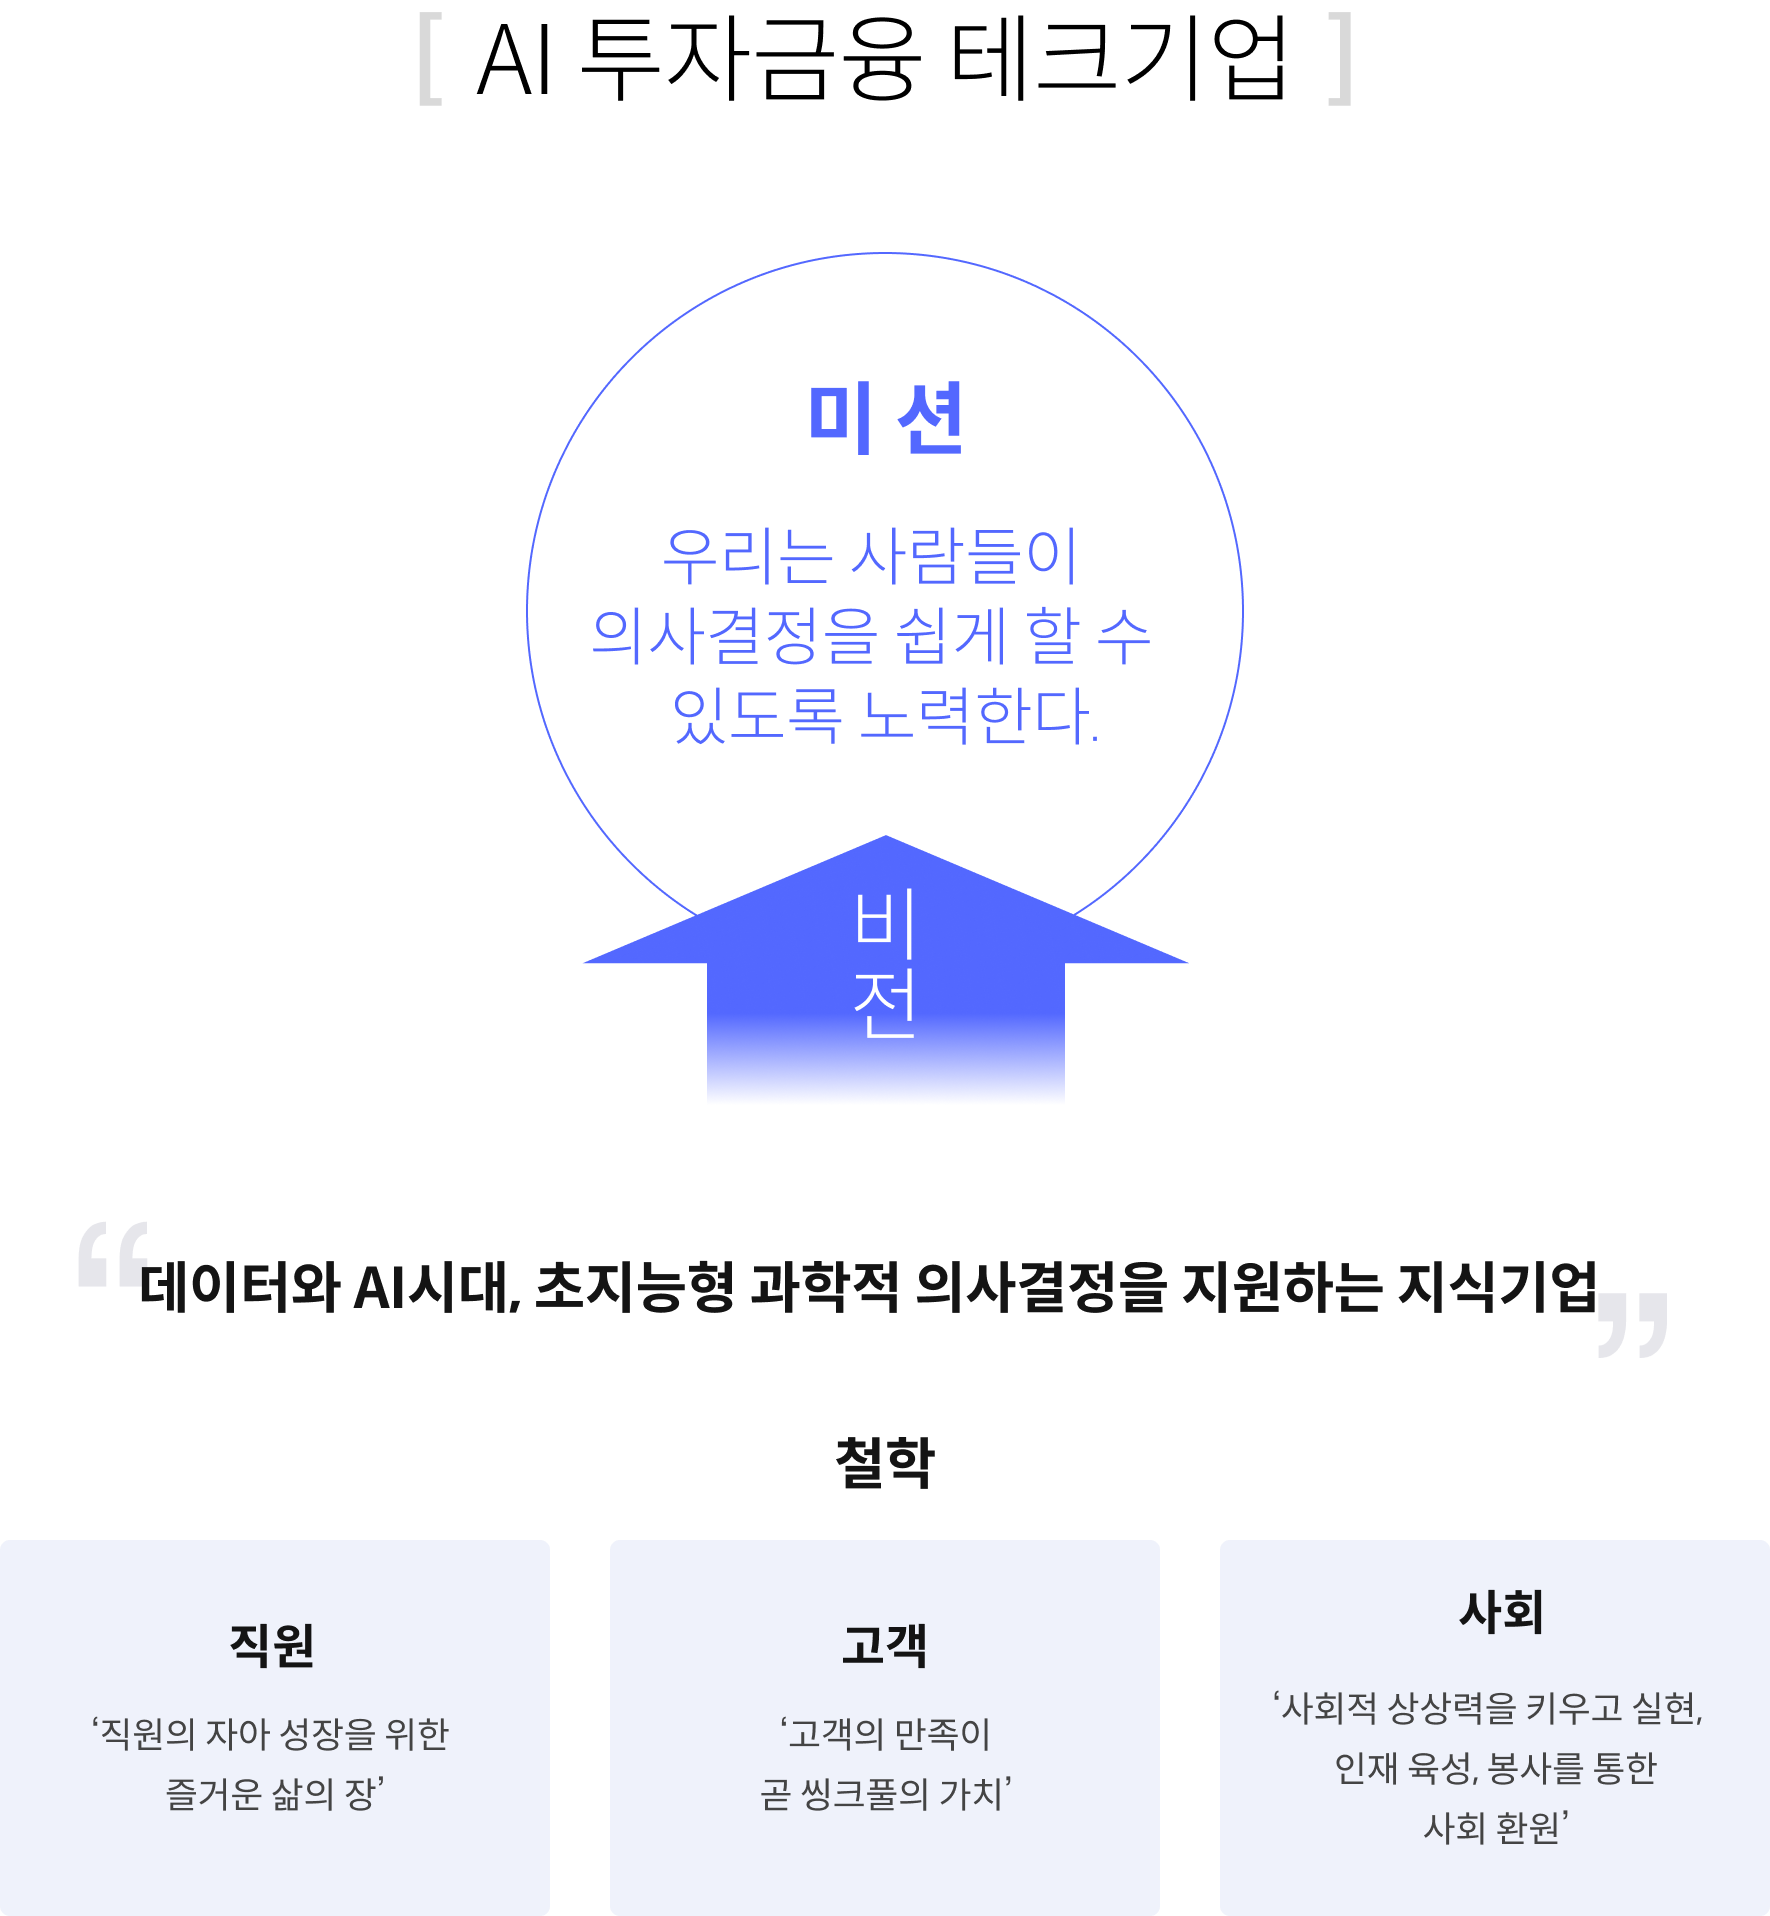 [ AI 투자금융 테크기업 ]
미 션
우리는 사람들이
의사결정을 쉽게 할 수
있도록 노력한다.
비
전
“데이터와 AI시대, 초지능형 과학적 의사결정을 지원하는 지식기업”
철학
직원
‘직원의 자아 성장을 위한
즐거운 삶의 장’
고객
‘고객의 만족이
곧 씽크풀의 가치’
사회
‘사회적 상상력을 키우고 실현,
인재 육성, 봉사를 통한
사회 환원’